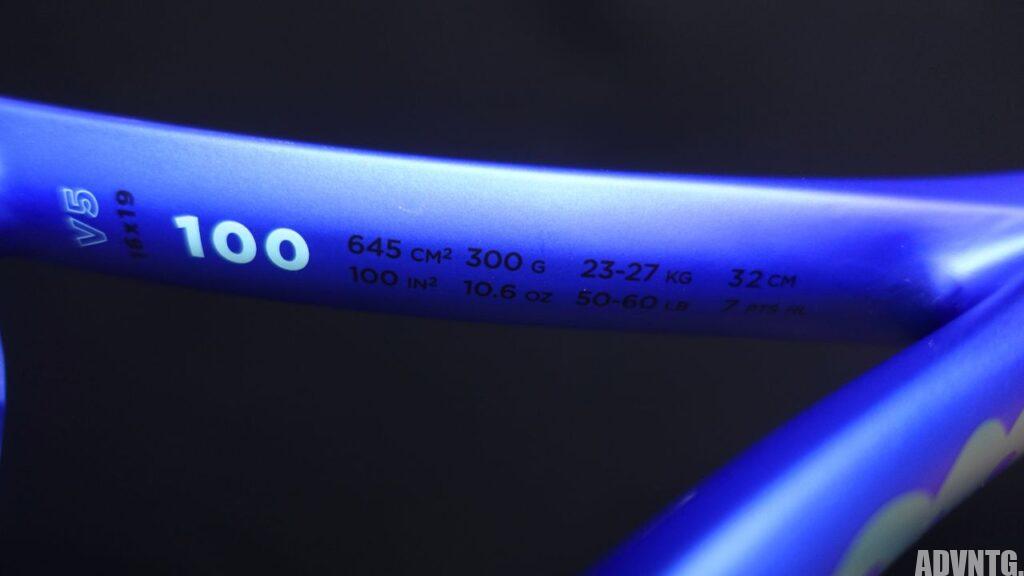 V5
16x19
100
645 CM² 300 G 23-27 KG 32 CM
100 IN² 10.6 OZ 50-60 LB 7 PTS HL
ADVNTG.